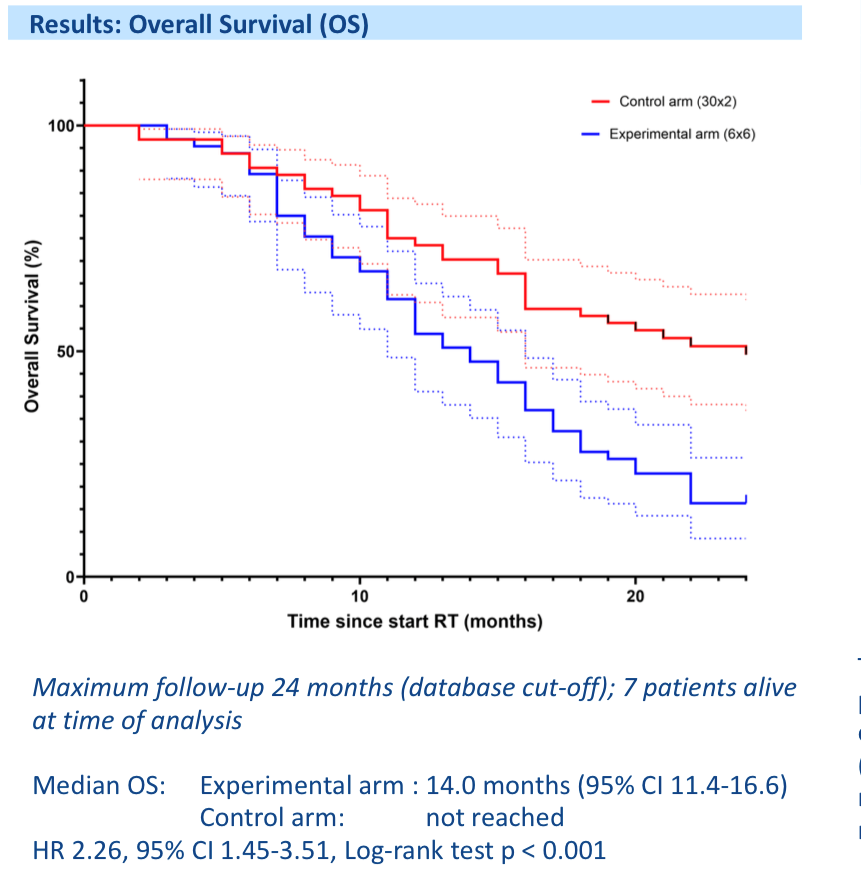 Results: Overall Survival (OS)
Control arm (30x2)
Experimental arm (6x6)
100
50
0
Overall Survival (%)
0 10 20
Time since start RT (months)
Maximum follow-up 24 months (database cut-off); 7 patients alive
at time of analysis
Median OS: Experimental arm : 14.0 months (95% CI 11.4-16.6)
Control arm: not reached
HR 2.26, 95% CI 1.45-3.51, Log-rank test p < 0.001